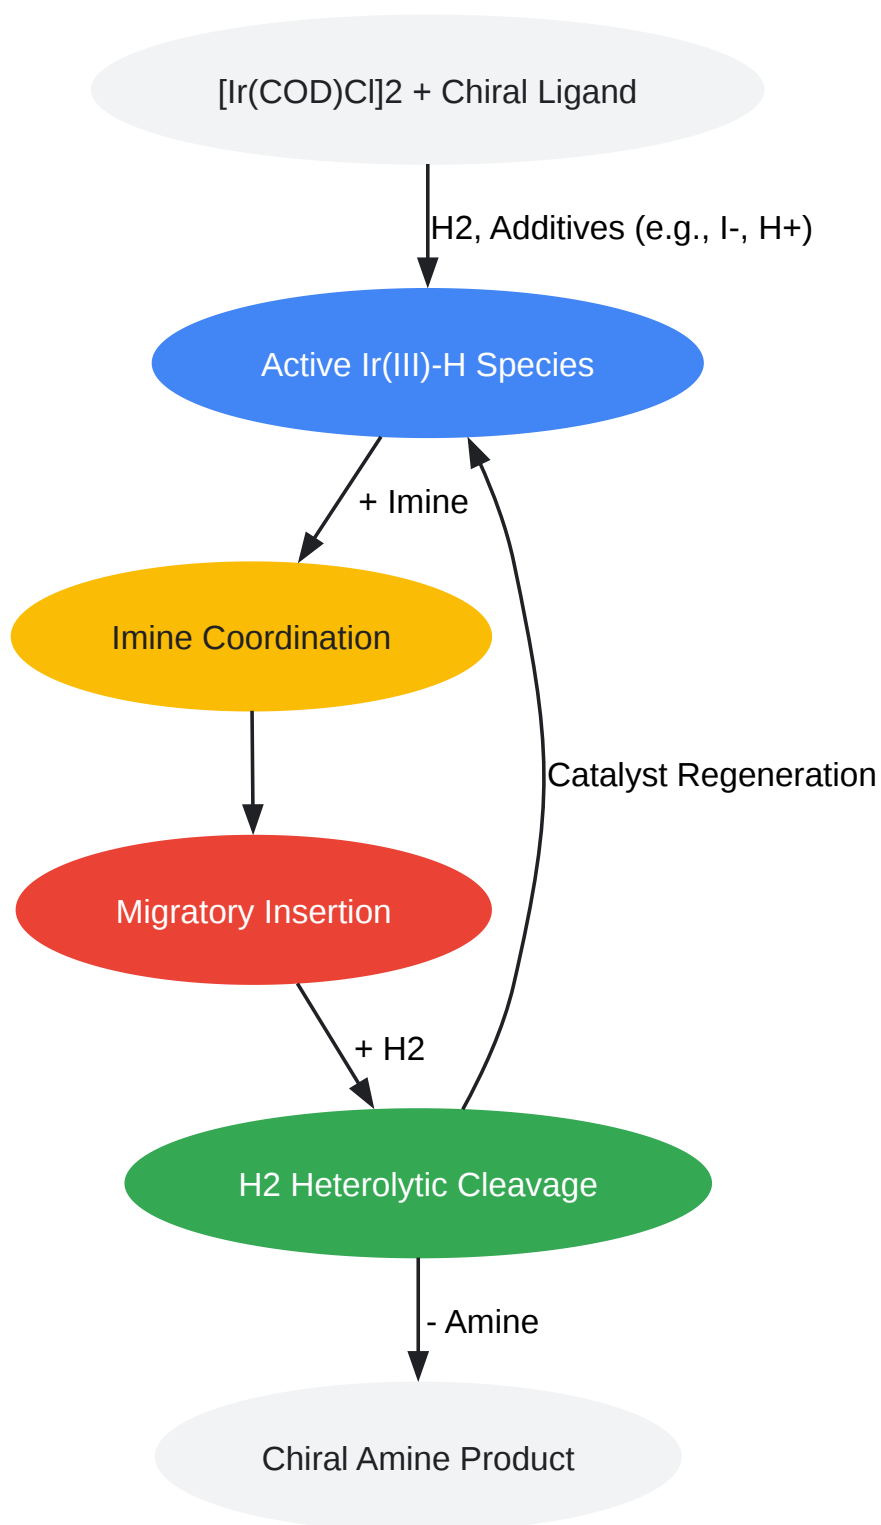 [Ir(COD)Cl]2 + Chiral Ligand
H2, Additives (e.g., I-, H+)
Active Ir(III)-H Species
+ Imine
Imine Coordination
Catalyst Regeneration
Migratory Insertion
+ H2
H2 Heterolytic Cleavage
- Amine
Chiral Amine Product